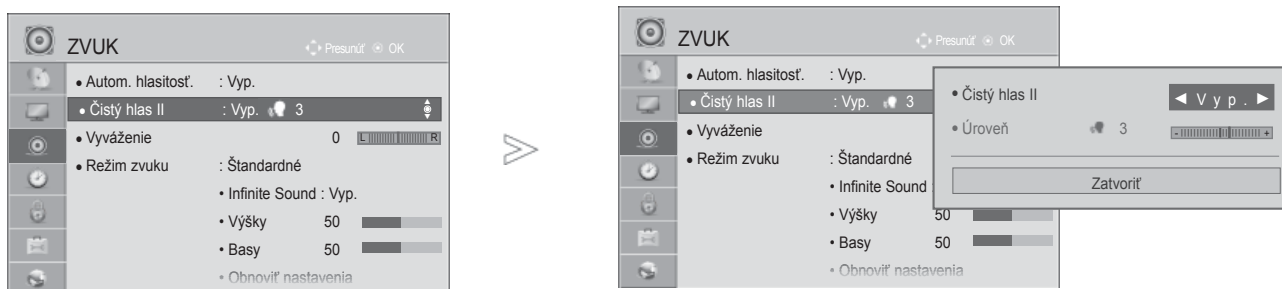 ZVUK
Presunúť OK
Autom. hlasitosť. : Vyp.
Čistý hlas II : Vyp. 3
Vyváženie 0 L R
Režim zvuku : Štandardné
• Infinite Sound : Vyp.
• Výšky 50
• Basy 50
• Obnoviť nastavenia
ZVUK
Presunúť OK
Autom. hlasitosť. : Vyp.
Čistý hlas II : Vyp. 3
Vyváženie
Režim zvuku : Štandardné
• Infinite Sound :
• Výšky 50
• Basy 50
• Obnoviť nastavenia
• Čistý hlas II ◄ Vyp. ►
• Úroveň 3 - +
Zatvoriť